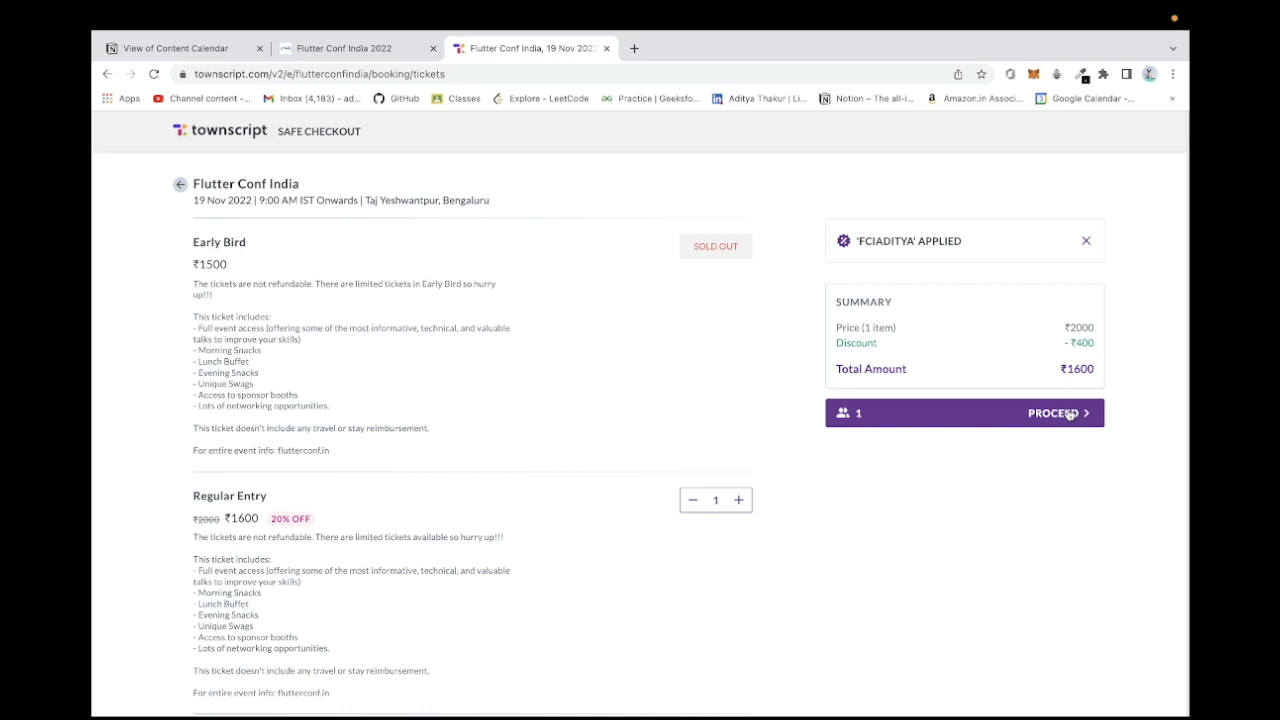 View of Content Calendar
Flutter Conf India 2022
Flutter Conf India, 19 Nov 2022
townscript.com/v2/e/flutterconfindia/booking/tickets
Apps
Channel content -...
Inbox (4,183) - ad...
GitHub
Classes
Explore - LeetCode
Practice | Geeksfo...
Aditya Thakur | Li...
Notion – The all-i...
Amazon.in Associ...
Google Calendar -...
townscript SAFE CHECKOUT
Flutter Conf India
19 Nov 2022 | 9:00 AM IST Onwards | Taj Yeshwantpur, Bengaluru
Early Bird
SOLD OUT
₹1500
The tickets are not refundable. There are limited tickets in Early Bird so hurry
up!!!
This ticket includes:
- Full event access (offering some of the most informative, technical, and valuable
talks to improve your skills)
- Morning Snacks
- Lunch Buffet
- Evening Snacks
- Unique Swags
- Access to sponsor booths
- Lots of networking opportunities.
This ticket doesn't include any travel or stay reimbursement.
For entire event info: flutterconf.in
Regular Entry
1
₹2000 ₹1600 20% OFF
The tickets are not refundable. There are limited tickets available so hurry up!!!
This ticket includes:
- Full event access (offering some of the most informative, technical, and valuable
talks to improve your skills)
- Morning Snacks
- Lunch Buffet
- Evening Snacks
- Unique Swags
- Access to sponsor booths
- Lots of networking opportunities.
This ticket doesn't include any travel or stay reimbursement.
For entire event info: flutterconf.in
'FCIADITYA' APPLIED
SUMMARY
Price (1 item) ₹2000
Discount - ₹400
Total Amount ₹1600
1 PROCEED